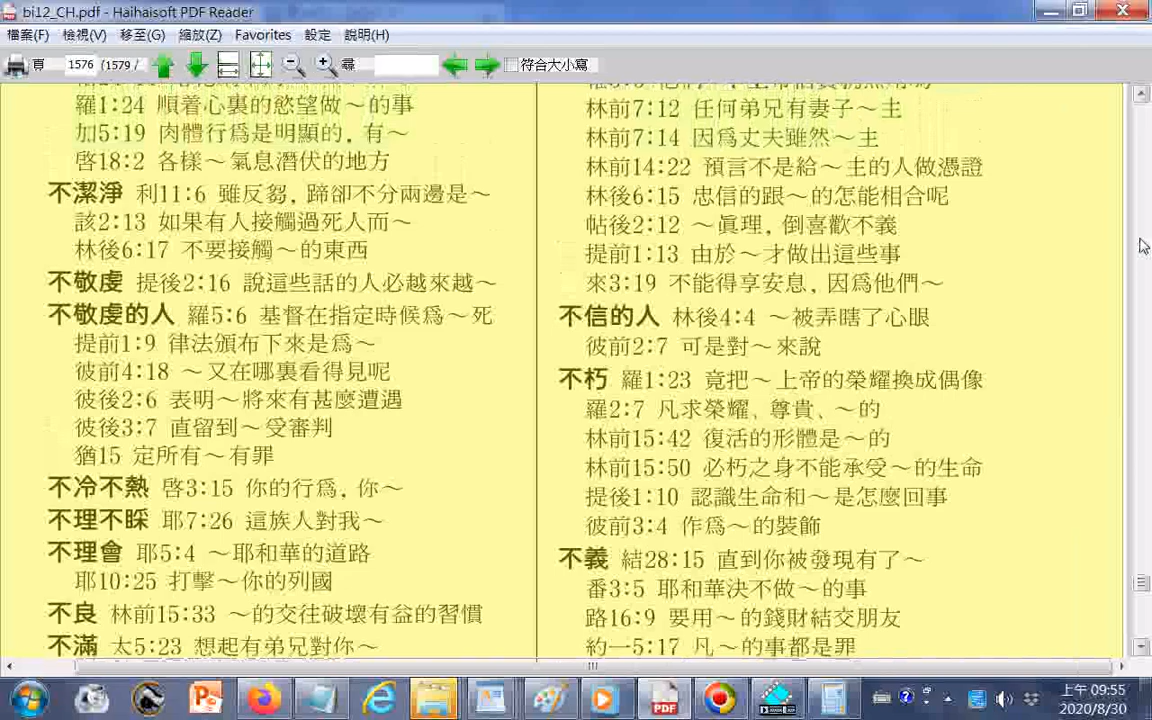 bi12_CH.pdf - Haihaisoft PDF Reader
檔案(F) 檢視(V) 移至(G) 縮放(Z) Favorites 設定 說明(H)
頁 1576 (1579 / 尋 符合大小寫
羅1:24 順着心裏的慾望做～的事
加5:19 肉體行爲是明顯的, 有～
啓18:2 各樣～氣息潛伏的地方
不潔淨 利11:6 雖反芻, 蹄卻不分兩邊是～
該2:13 如果有人接觸過死人而～
林後6:17 不要接觸～的東西
不敬虔 提後2:16 說這些話的人必越來越～
不敬虔的人 羅5:6 基督在指定時候爲～死
提前1:9 律法頒布下來是爲～
彼前4:18 ～又在哪裏看得見呢
彼後2:6 表明～將來有甚麼遭遇
彼後3:7 直留到～受審判
猶15 定所有～有罪
不冷不熱 啓3:15 你的行爲, 你～
不理不睬 耶7:26 這族人對我～
不理會 耶5:4 ～耶和華的道路
耶10:25 打擊～你的列國
不良 林前15:33 ～的交往破壞有益的習慣
不滿 太5:23 想起有弟兄對你～
林前7:12 任何弟兄有妻子～主
林前7:14 因爲丈夫雖然～主
林前14:22 預言不是給～主的人做憑證
林後6:15 忠信的跟～的怎能相合呢
帖後2:12 ～眞理, 倒喜歡不義
提前1:13 由於～才做出這些事
來3:19 不能得享安息, 因爲他們～
不信的人 林後4:4 ～被弄瞎了心眼
彼前2:7 可是對～來說
不朽 羅1:23 竟把～上帝的榮耀換成偶像
羅2:7 凡求榮耀、尊貴、～的
林前15:42 復活的形體是～的
林前15:50 必朽之身不能承受～的生命
提後1:10 認識生命和～是怎麼回事
彼前3:4 作爲～的裝飾
不義 結28:15 直到你被發現有了～
番3:5 耶和華決不做～的事
路16:9 要用～的錢財結交朋友
約一5:17 凡～的事都是罪
上午 09:55
2020/8/30